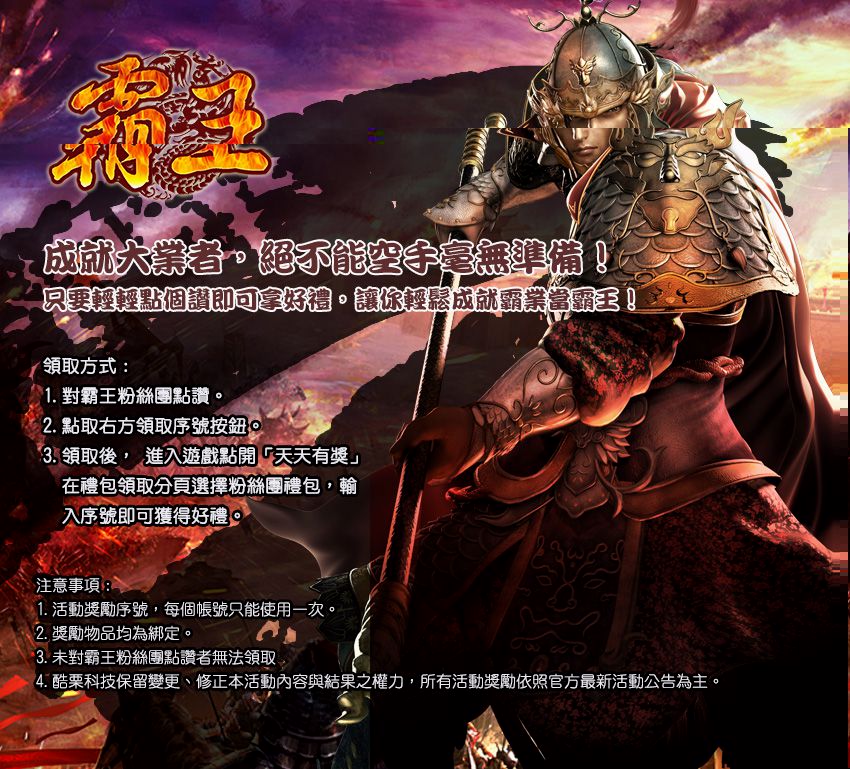 霸王
成就大業者，絕不能空手毫無準備！
只要輕輕點個讚即可享好禮，讓你輕鬆成就霸業當霸王！
領取方式：
1. 對霸王粉絲團點讚。
2. 點取右方領取序號按鈕。
3. 領取後， 進入遊戲點開「天天有獎」
在禮包領取分頁選擇粉絲團禮包，輸
入序號即可獲得好禮。
注意事項：
1. 活動獎勵序號，每個帳號只能使用一次。
2. 獎勵物品均為綁定。
3. 未對霸王粉絲團點讚者無法領取
4. 酷栗科技保留變更、修正本活動內容與結果之權力，所有活動獎勵依照官方最新活動公告為主。